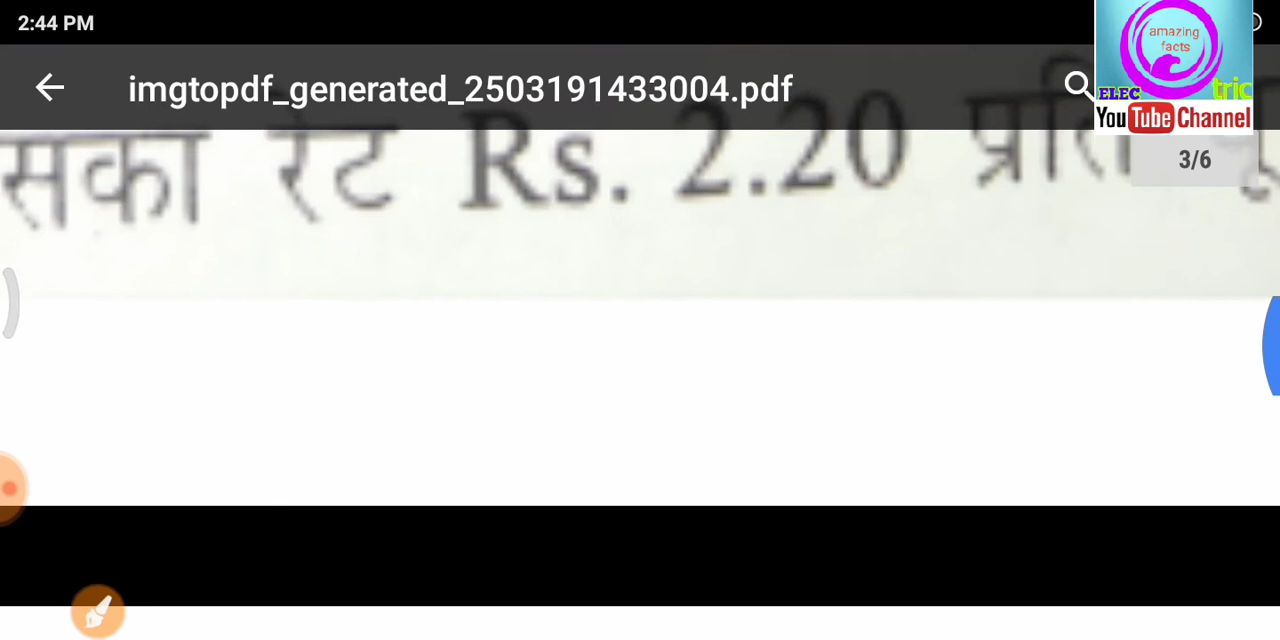 2:44 PM
imgtopdf_generated_2503191433004.pdf
amazing
facts
ELEC
tric
YouTube Channel
सका रेट Rs. 2.20
3/6